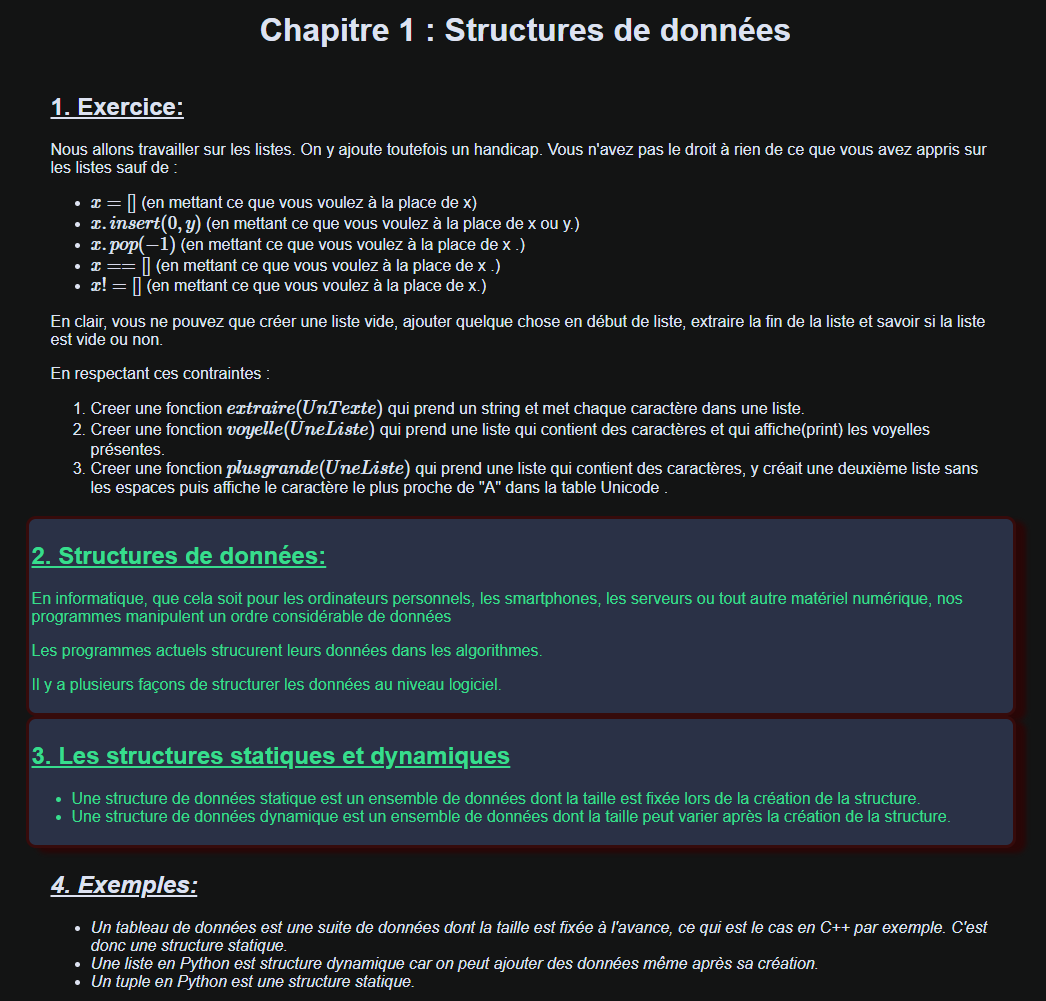 Chapitre 1 : Structures de données
1. Exercice:
Nous allons travailler sur les listes. On y ajoute toutefois un handicap. Vous n'avez pas le droit à rien de ce que vous avez appris sur
les listes sauf de :
• x = [] (en mettant ce que vous voulez à la place de x)
• x.insert(0, y) (en mettant ce que vous voulez à la place de x ou y.)
• x.pop(−1) (en mettant ce que vous voulez à la place de x .)
• x == [] (en mettant ce que vous voulez à la place de x .)
• x! = [] (en mettant ce que vous voulez à la place de x.)
En clair, vous ne pouvez que créer une liste vide, ajouter quelque chose en début de liste, extraire la fin de la liste et savoir si la liste
est vide ou non.
En respectant ces contraintes :
1. Creer une fonction extraire(UnTexte) qui prend un string et met chaque caractère dans une liste.
2. Creer une fonction voyelle(UneListe) qui prend une liste qui contient des caractères et qui affiche(print) les voyelles
présentes.
3. Creer une fonction plusgrande(UneListe) qui prend une liste qui contient des caractères, y créait une deuxième liste sans
les espaces puis affiche le caractère le plus proche de "A" dans la table Unicode .
2. Structures de données:
En informatique, que cela soit pour les ordinateurs personnels, les smartphones, les serveurs ou tout autre matériel numérique, nos
programmes manipulent un ordre considérable de données
Les programmes actuels strucurent leurs données dans les algorithmes.
Il y a plusieurs façons de structurer les données au niveau logiciel.
3. Les structures statiques et dynamiques
• Une structure de données statique est un ensemble de données dont la taille est fixée lors de la création de la structure.
• Une structure de données dynamique est un ensemble de données dont la taille peut varier après la création de la structure.
4. Exemples:
• Un tableau de données est une suite de données dont la taille est fixée à l'avance, ce qui est le cas en C++ par exemple. C'est
donc une structure statique.
• Une liste en Python est structure dynamique car on peut ajouter des données même après sa création.
• Un tuple en Python est une structure statique.